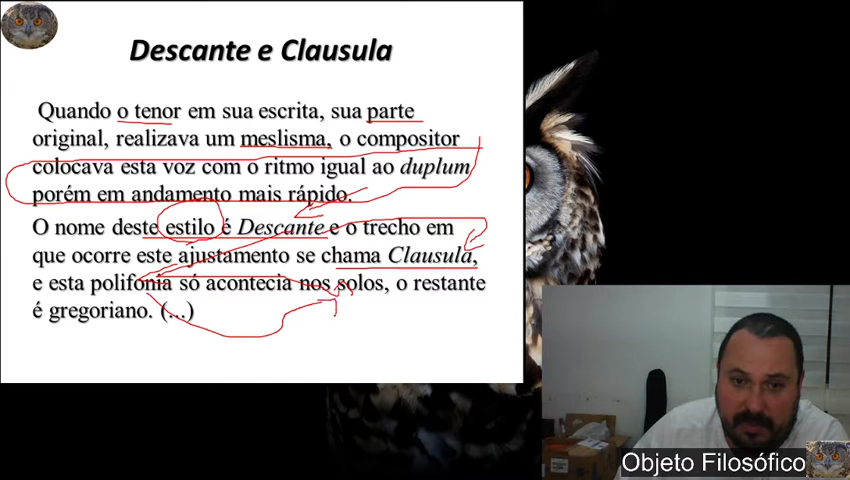 Descante e Clausula
Quando o tenor em sua escrita, sua parte
original, realizava um meslisma, o compositor
colocava esta voz com o ritmo igual ao duplum
porém em andamento mais rápido.
O nome deste estilo é Descante e o trecho em
que ocorre este ajustamento se chama Clausula,
e esta polifonia só acontecia nos solos, o restante
é gregoriano. (...)
Objeto Filosófico